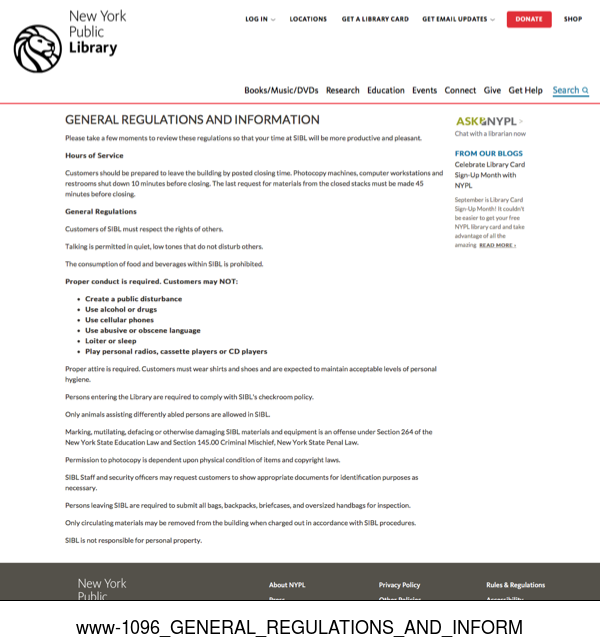 New York
Public
Library
LOG IN
LOCATIONS
GET A LIBRARY CARD
GET EMAIL UPDATES
DONATE
SHOP
Books/Music/DVDs Research Education Events Connect Give Get Help Search
GENERAL REGULATIONS AND INFORMATION
Please take a few moments to review these regulations so that your time at SIBL will be more productive and pleasant.
Hours of Service
Customers should be prepared to leave the building by posted closing time. Photocopy machines, computer workstations and
restrooms shut down 10 minutes before closing. The last request for materials from the closed stacks must be made 45
minutes before closing.
General Regulations
Customers of SIBL must respect the rights of others.
Talking is permitted in quiet, low tones that do not disturb others.
The consumption of food and beverages within SIBL is prohibited.
Proper conduct is required. Customers may NOT:
• Create a public disturbance
• Use alcohol or drugs
• Use cellular phones
• Use abusive or obscene language
• Loiter or sleep
• Play personal radios, cassette players or CD players
Proper attire is required. Customers must wear shirts and shoes and are expected to maintain acceptable levels of personal
hygiene.
Persons entering the Library are required to comply with SIBL's checkroom policy.
Only animals assisting differently abled persons are allowed in SIBL.
Marking, mutilating, defacing or otherwise damaging SIBL materials and equipment is an offense under Section 264 of the
New York State Education Law and Section 145.00 Criminal Mischief, New York State Penal Law.
Permission to photocopy is dependent upon physical condition of items and copyright laws.
SIBL Staff and security officers may request customers to show appropriate documents for identification purposes as
necessary.
Persons leaving SIBL are required to submit all bags, backpacks, briefcases, and oversized handbags for inspection.
Only circulating materials may be removed from the building when charged out in accordance with SIBL procedures.
SIBL is not responsible for personal property.
ASK NYPL >
Chat with a librarian now
FROM OUR BLOGS
Celebrate Library Card
Sign-Up Month with
NYPL
September is Library Card
Sign-Up Month! It couldn't
be easier to get your free
NYPL library card and take
advantage of all the
amazing READ MORE ›
New York
Public
About NYPL
Privacy Policy
Rules & Regulations
Press
Other Policies
Accessibility
www-1096_GENERAL_REGULATIONS_AND_INFORM